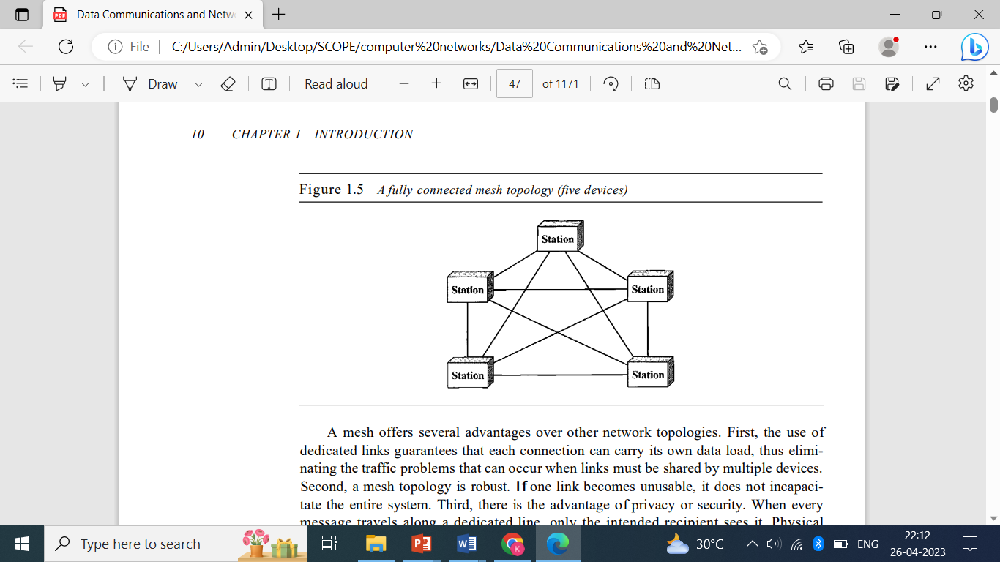 Data Communications and Netw
File
C:/Users/Admin/Desktop/SCOPE/computer%20networks/Data%20Communications%20and%20Net...
Draw
Read aloud
47
of 1171
10 CHAPTER 1 INTRODUCTION
Figure 1.5 A fully connected mesh topology (five devices)
Station
Station
Station
Station
Station
A mesh offers several advantages over other network topologies. First, the use of
dedicated links guarantees that each connection can carry its own data load, thus elimi-
nating the traffic problems that can occur when links must be shared by multiple devices.
Second, a mesh topology is robust. If one link becomes unusable, it does not incapaci-
tate the entire system. Third, there is the advantage of privacy or security. When every
message travels along a dedicated line, only the intended recipient sees it. Physical
Type here to search
30°C
ENG
22:12
26-04-2023